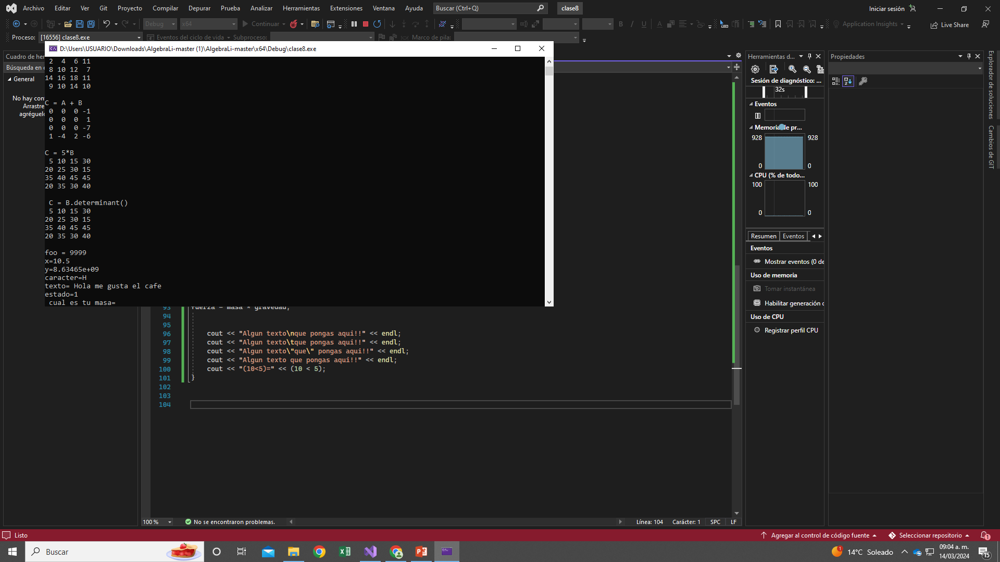 Archivo Editar Ver Git Proyecto Compilar Depurar Prueba Analizar Herramientas Extensiones Ventana Ayuda Buscar (Ctrl+Q) clase8 Iniciar sesión
Debug x64 Continuar Application Insights Live Share
Proceso: [16556] clase8.exe Eventos del ciclo de vida Subproceso: Marco de pila:
D:\Users\USUARIO\Downloads\AlgebraLi-master (1)\AlgebraLi-master\x64\Debug\clase8.exe
Cuadro de her
Búsqueda en e
General
No hay con
Arrastre
agréguelo
2 4 6 11
8 10 12 7
14 16 18 11
9 10 14 10
C = A + B
0 0 0 -1
0 0 0 1
0 0 0 -7
1 -4 2 -6
C = 5*B
5 10 15 30
20 25 30 15
35 40 45 45
20 35 30 40
C = B.determinant()
5 10 15 30
20 25 30 15
35 40 45 45
20 35 30 40
foo = 9999
x=10.5
y=8.63465e+09
caracter=H
texto= Hola me gusta el cafe
estado=1
cual es tu masa=
93 fuerza = masa * gravedad;
94
95
96 cout << "Algun texto\nque pongas aqui!!" << endl;
97 cout << "Algun texto\tque pongas aqui!!" << endl;
98 cout << "Algun texto\"que\" pongas aqui!!" << endl;
99 cout << "Algun texto que pongas aqui!!" << endl;
100 cout << "(10<5)=" << (10 < 5);
101 }
102
103
104
100 % No se encontraron problemas. Línea: 104 Carácter: 1 SPC LF
Herramientas d...
Sesión de diagnóstico: ...
32s
Eventos
Memoria de pr...
928 928
0 0
CPU (% de todo...
100 100
0 0
Resumen Eventos
Eventos
Mostrar eventos (0 de
Uso de memoria
Tomar instantánea
Habilitar generación d
Uso de CPU
Registrar perfil CPU
Propiedades
Explorador de soluciones
Cambios de GIT
Listo Agregar al control de código fuente Seleccionar repositorio 1
Buscar 1 14°C Soleado 09:04 a. m.
14/03/2024 15